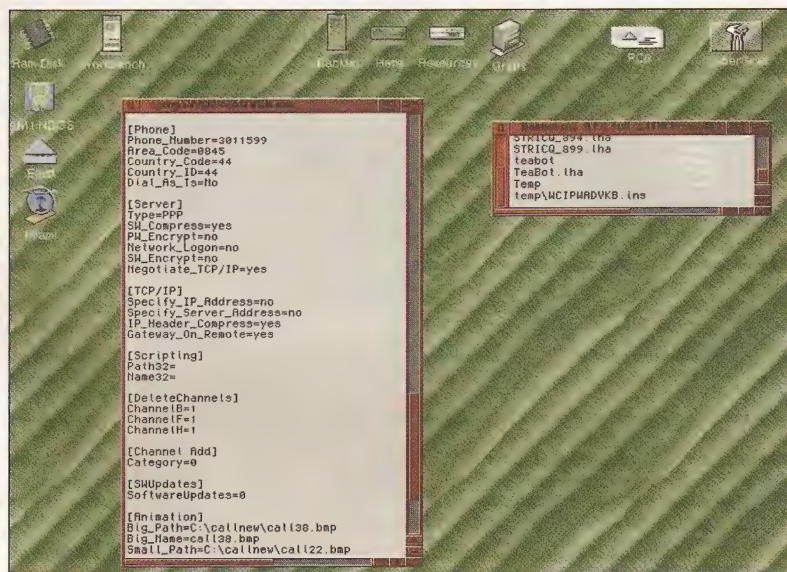 Ram Disk
Workbench
Backup
Resources
PC0
Eject
[Phone]
Phone_Number=3011599
Area_Code=0845
Country_Code=44
Country_ID=44
Dial_As_Is=No
[Server]
Type=PPP
SW_Compress=yes
PW_Encrypt=no
Network_Logon=no
SW_Encrypt=no
Negotiate_TCP/IP=yes
[TCP/IP]
Specify_IP_Address=no
Specify_Server_Address=no
IP_Header_Compress=yes
Gateway_On_Remote=yes
[Scripting]
Path32=
Name32=
[DeleteChannels]
ChannelB=1
ChannelF=1
ChannelH=1
[Channel Add]
Category=0
[SWUpdates]
SoftwareUpdates=0
[Animation]
Big_Path=C:\callnew\call38.bmp
Big_Name=call38.bmp
Small_Path=C:\callnew\call22.bmp
STRICQ_894.lha
STRICQ_899.lha
teabot
TeaBot.lha
Temp
temp\WCIPWADVKB.ins